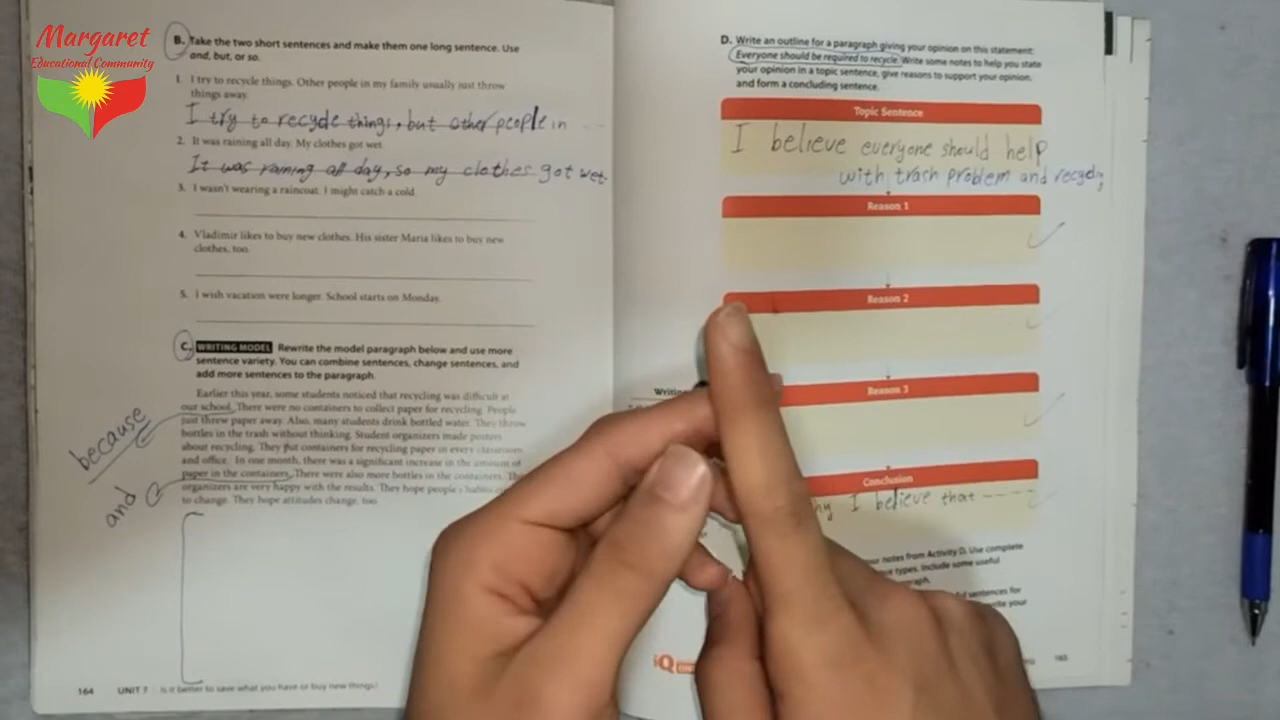 Margaret
Educational Community
B. Take the two short sentences and make them one long sentence. Use
and, but, or so.
1. I try to recycle things. Other people in my family usually just throw
things away.
I try to recycle things, but other people in
2. It was raining all day. My clothes got wet.
It was raining all day, so my clothes got wet.
3. I wasn't wearing a raincoat. I might catch a cold.
4. Vladimir likes to buy new clothes. His sister Maria likes to buy new
clothes, too.
5. I wish vacation were longer. School starts on Monday.
C. WRITING MODEL Rewrite the model paragraph below and use more
sentence variety. You can combine sentences, change sentences, and
add more sentences to the paragraph.
Earlier this year, some students noticed that recycling was difficult at
our school. There were no containers to collect paper for recycling. People
just threw paper away. Also, many students drink bottled water. They threw
bottles in the trash without thinking. Student organizers made posters
about recycling. They put containers for recycling paper in every classroom
and office. In one month, there was a significant increase in the amount of
paper in the containers. There were also more bottles in the containers. The
organizers are very happy with the results. They hope people's habits
to change. They hope attitudes change, too.
because
and
164 UNIT 7 Is it better to save what you have or buy new things?
D. Write an outline for a paragraph giving your opinion on this statement:
Everyone should be required to recycle. Write some notes to help you state
your opinion in a topic sentence, give reasons to support your opinion,
and form a concluding sentence.
Topic Sentence
I believe everyone should help
with trash problem and
Reason 1
Reason 2
Reason 3
Conclusion
I believe that
notes from Activity D. Use complete
types. Include some useful
sentences for
write your
iQ
165